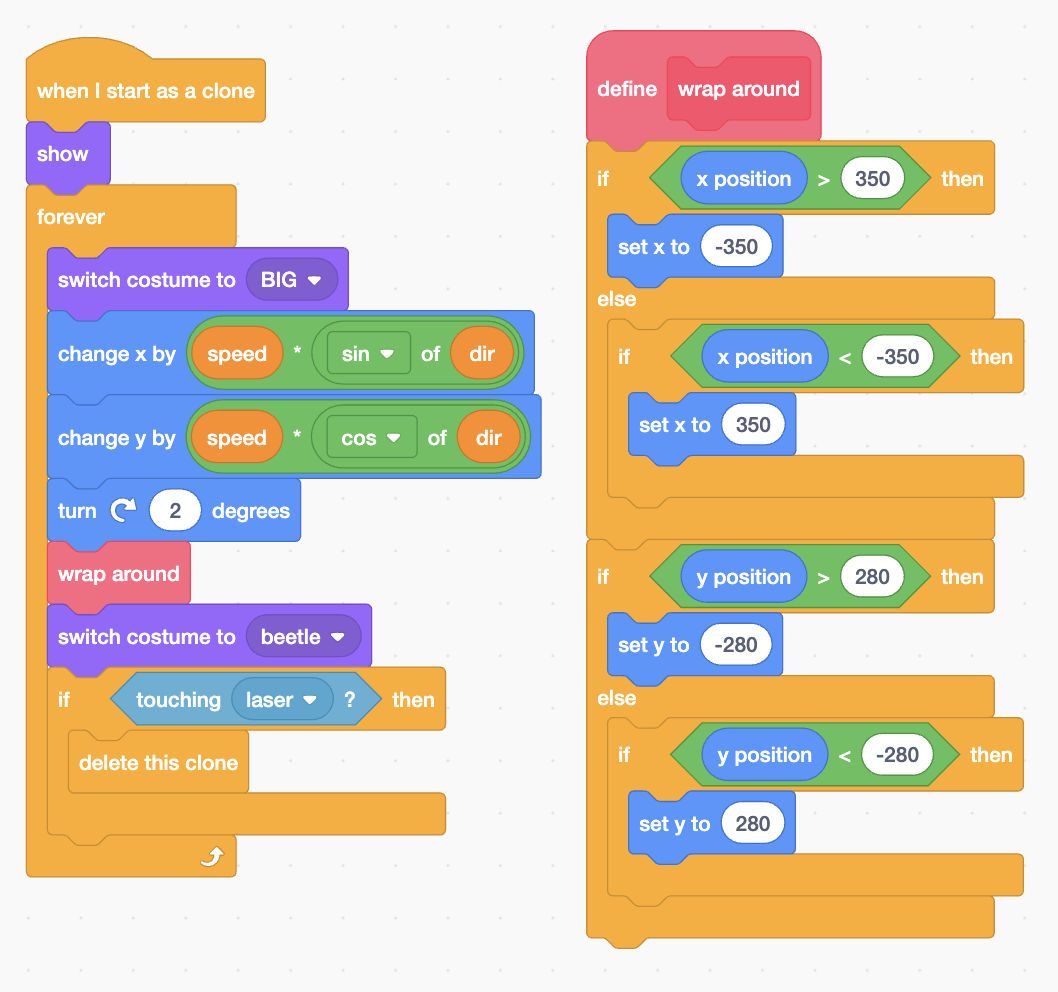 when I start as a clone
show
forever
switch costume to BIG
change x by speed * sin of dir
change y by speed * cos of dir
turn 2 degrees
wrap around
switch costume to beetle
if touching laser ? then
delete this clone
define wrap around
if x position > 350 then
set x to -350
else
if x position < -350 then
set x to 350
if y position > 280 then
set y to -280
else
if y position < -280 then
set y to 280